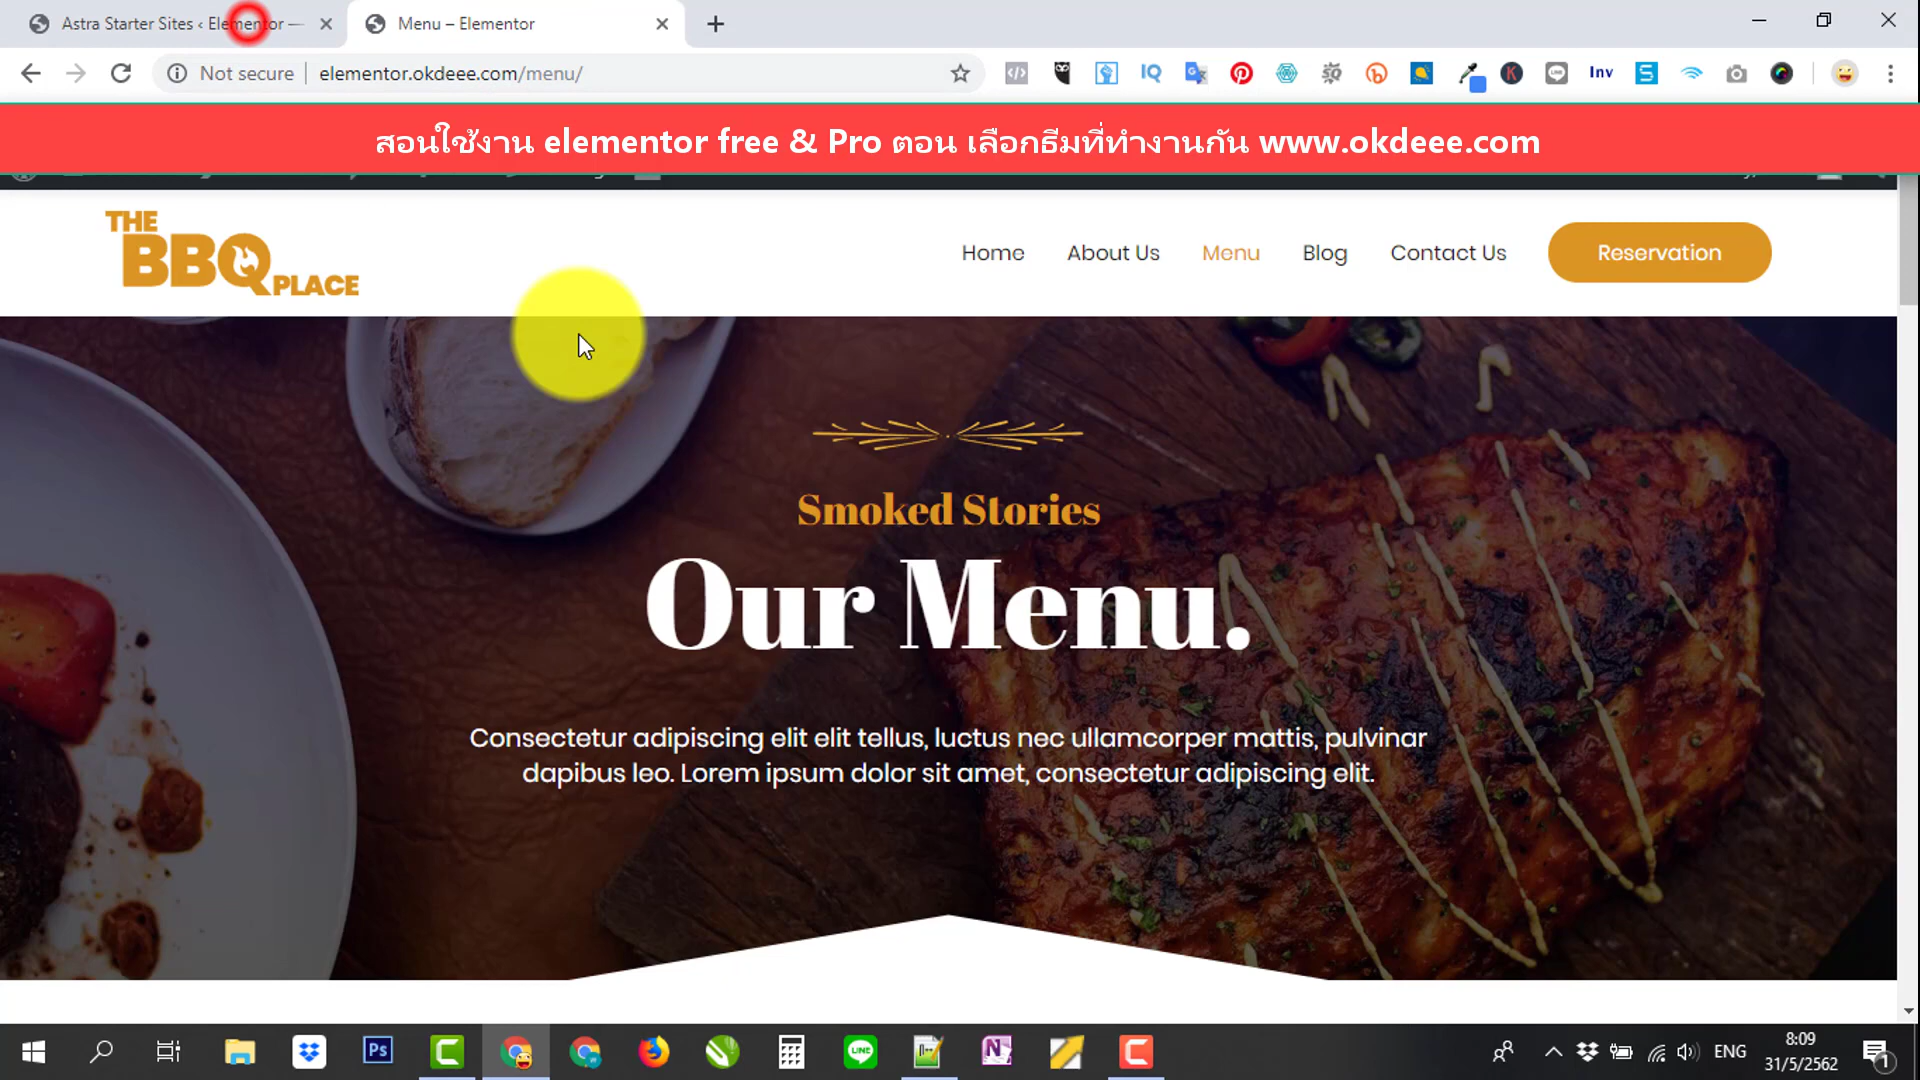 Astra Starter Sites ‹ Elementor —
Menu – Elementor
Not secure
elementor.okdeee.com/menu/
IQ
Inv
สอนใช้งาน elementor free & Pro ตอน เลือกธีมที่ทำงานกัน www.okdeee.com
THE
BBQ
PLACE
Home
About Us
Menu
Blog
Contact Us
Reservation
Smoked Stories
Our Menu.
Consectetur adipiscing elit elit tellus, luctus nec ullamcorper mattis, pulvinar
dapibus leo. Lorem ipsum dolor sit amet, consectetur adipiscing elit.
Ps
LINE
N
ENG
8:09
31/5/2562
1